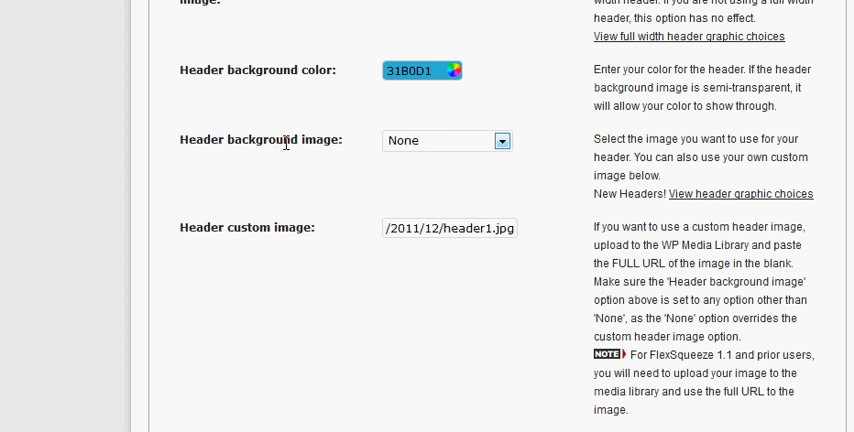 image:
width header. If you are not using a full width
header, this option has no effect.
View full width header graphic choices
Header background color:
31B0D1
Enter your color for the header. If the header
background image is semi-transparent, it
will allow your color to show through.
Header background image:
None
Select the image you want to use for your
header. You can also use your own custom
image below.
New Headers! View header graphic choices
Header custom image:
/2011/12/header1.jpg
If you want to use a custom header image,
upload to the WP Media Library and paste
the FULL URL of the image in the blank.
Make sure the 'Header background image'
option above is set to any option other than
'None', as the 'None' option overrides the
custom header image option.
NOTE For FlexSqueeze 1.1 and prior users,
you will need to upload your image to the
media library and use the full URL to the
image.